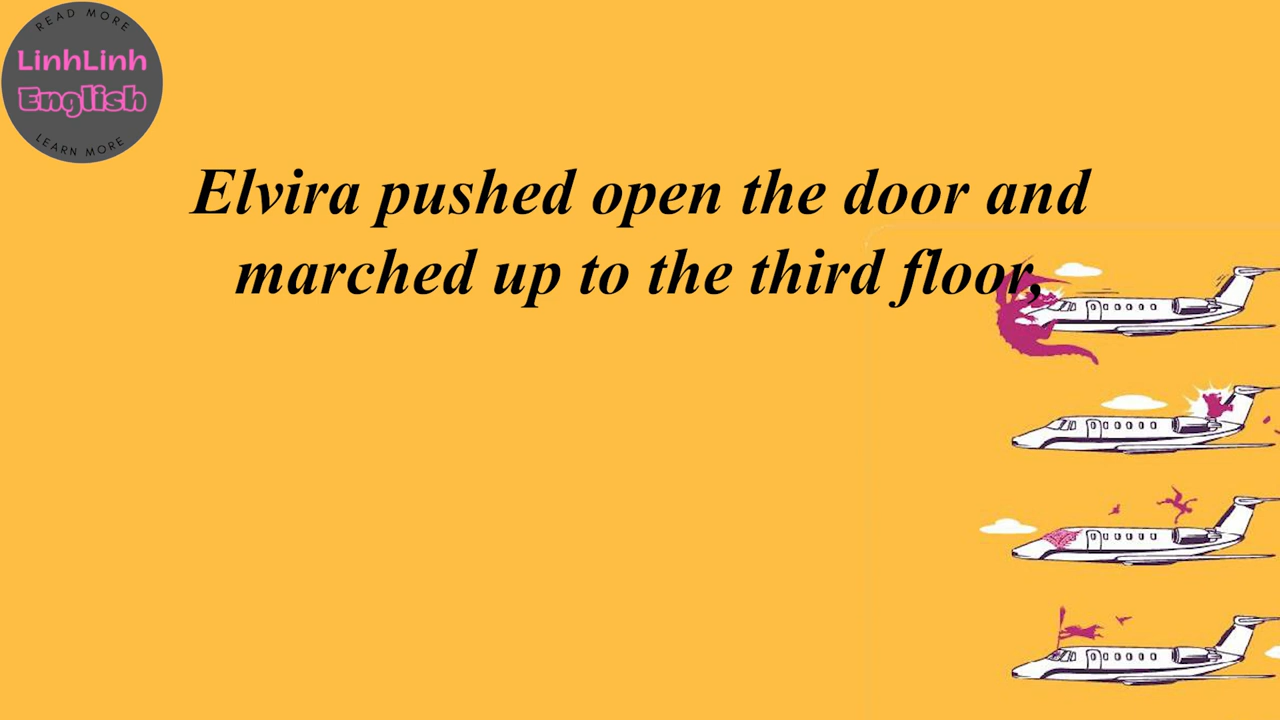 READ MORE
LinhLinh
English
LEARN MORE
Elvira pushed open the door and
marched up to the third floor,